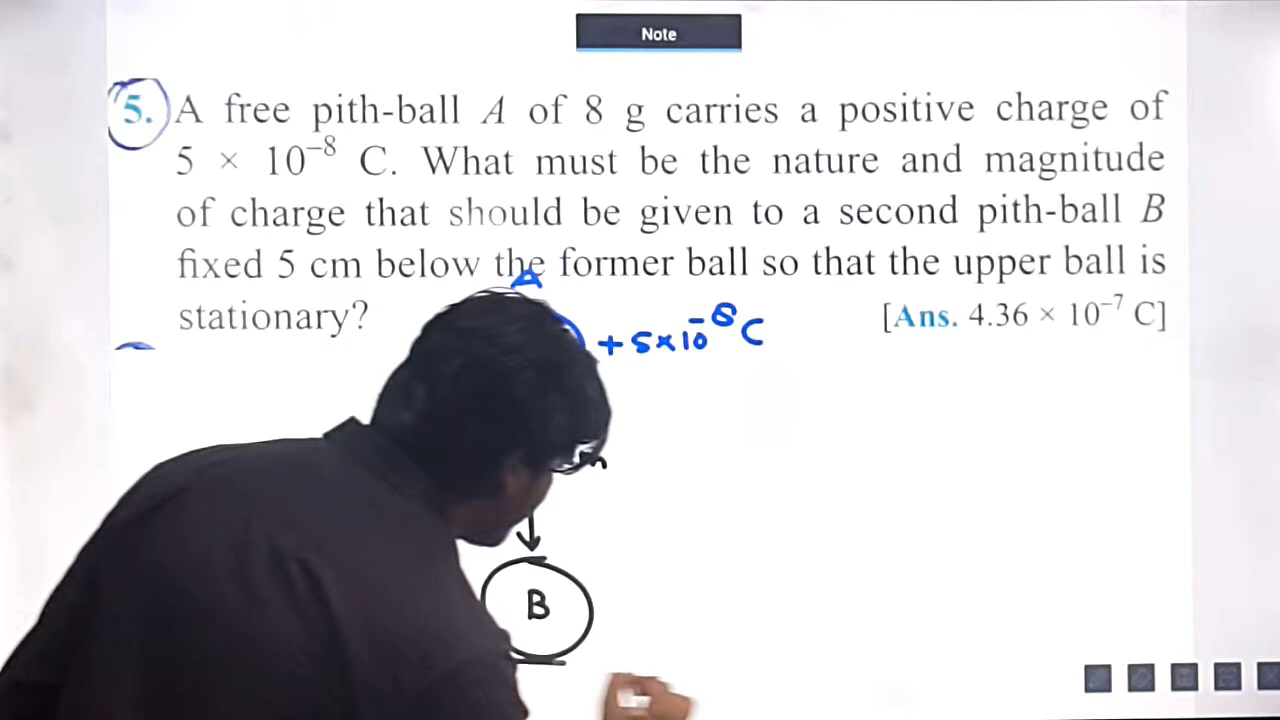 Note
5. A free pith-ball A of 8 g carries a positive charge of
5 × 10⁻⁸ C. What must be the nature and magnitude
of charge that should be given to a second pith-ball B
fixed 5 cm below the former ball so that the upper ball is
stationary? [Ans. 4.36 × 10⁻⁷ C]
A
+5×10⁻⁸ C
B